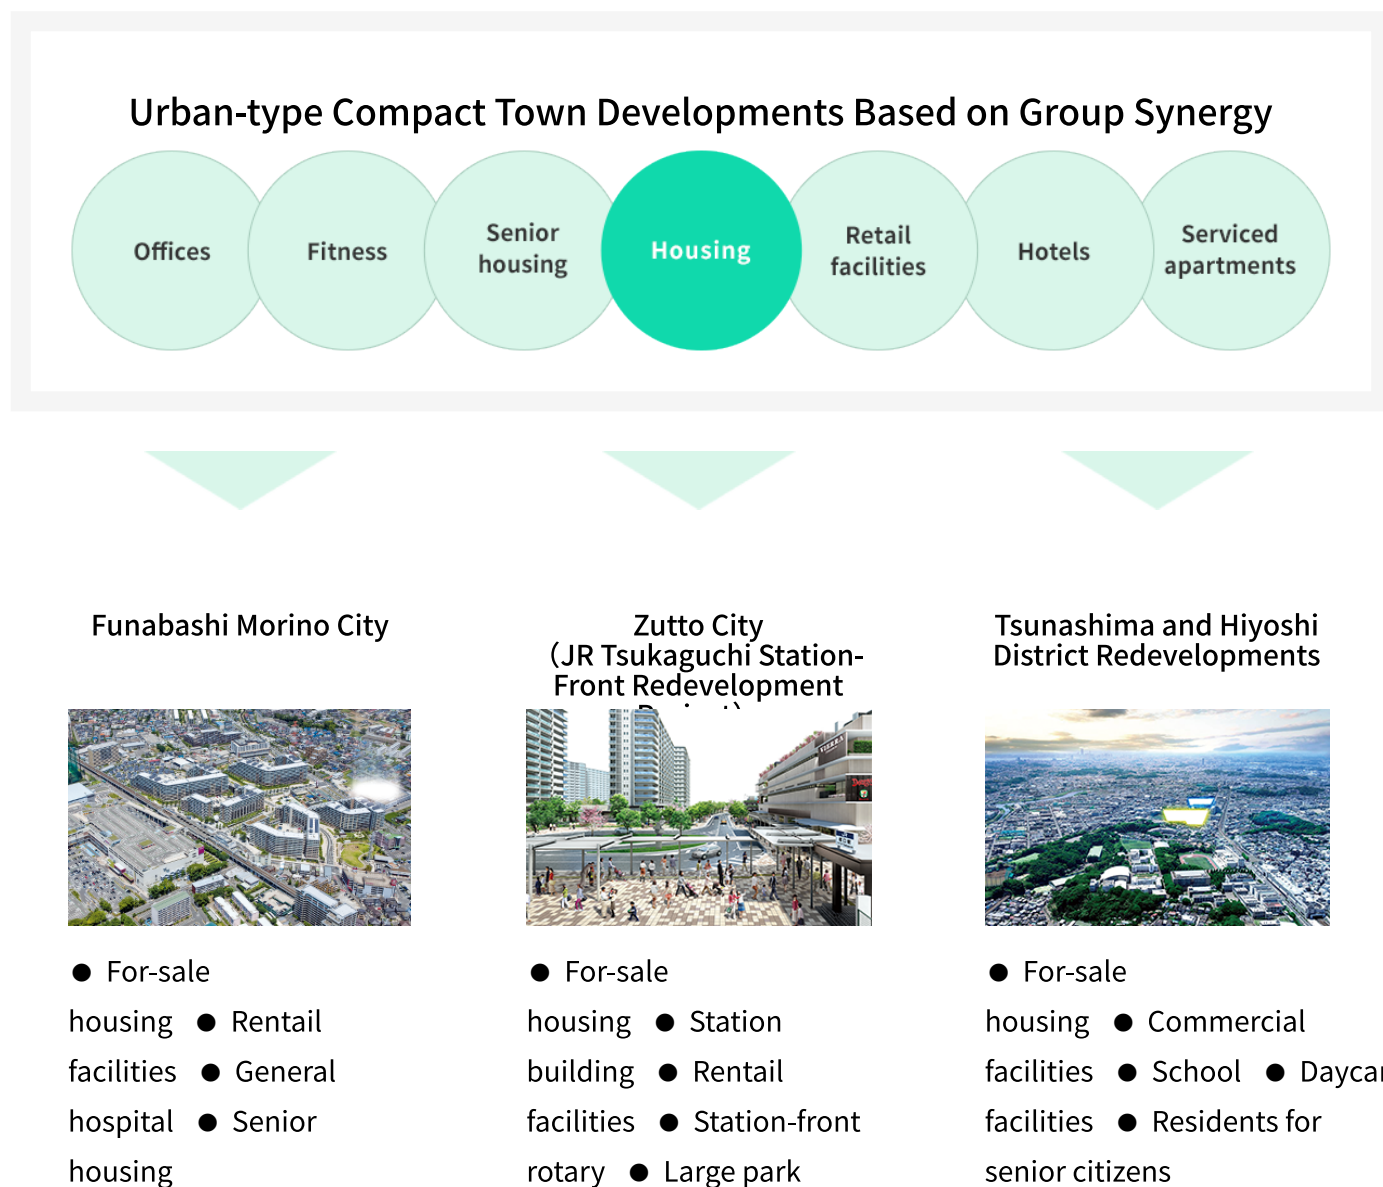 Urban-type Compact Town Developments Based on Group Synergy
Offices
Fitness
Senior
housing
Housing
Retail
facilities
Hotels
Serviced
apartments
Funabashi Morino City
Zutto City
（JR Tsukaguchi Station-
Front Redevelopment
Tsunashima and Hiyoshi
District Redevelopments
● For-sale
housing ● Rentail
facilities ● General
hospital ● Senior
housing
● For-sale
housing ● Station
building ● Rentail
facilities ● Station-front
rotary ● Large park
● For-sale
housing ● Commercial
facilities ● School ● Daycar
facilities ● Residents for
senior citizens